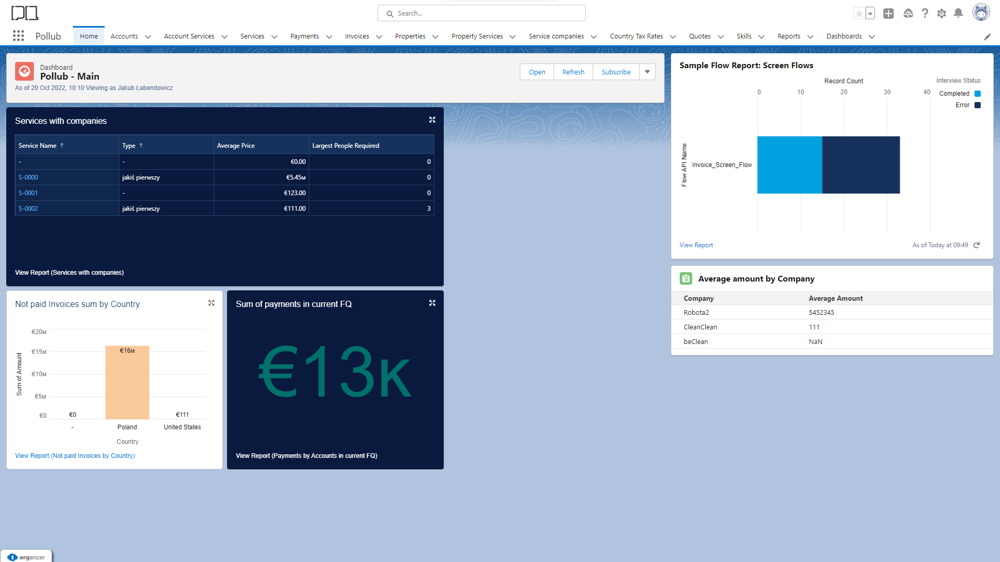 Search...
Pollub
Home
Accounts
Account Services
Services
Payments
Invoices
Properties
Property Services
Service companies
Country Tax Rates
Quotes
Skills
Reports
Dashboards
Dashboard
Pollub - Main
As of 20 Oct 2022, 10:10·Viewing as Jakub Łabendowicz
Open
Refresh
Subscribe
Services with companies
Service Name ↑ Type ↑ Average Price Largest People Required
- - €0.00 0
S-0000 jakiś pierwszy €5.45M 0
S-0001 - €123.00 0
S-0002 jakiś pierwszy €111.00 3
View Report (Services with companies)
Not paid Invoices sum by Country
Sum of Amount
€20M
€15M
€10M
€5M
€0
€0
€16M
€111
-
Poland
United States
Country
View Report (Not paid Invoices by Country)
Sum of payments in current FQ
€13K
View Report (Payments by Accounts in current FQ)
Sample Flow Report: Screen Flows
Record Count
0 10 20 30 40
Interview Status
Completed
Error
Flow API Name
Invoice_Screen_Flow
View Report
As of Today at 09:49
Average amount by Company
Company Average Amount
Robota2 5452345
CleanClean 111
beClean NaN
organizer